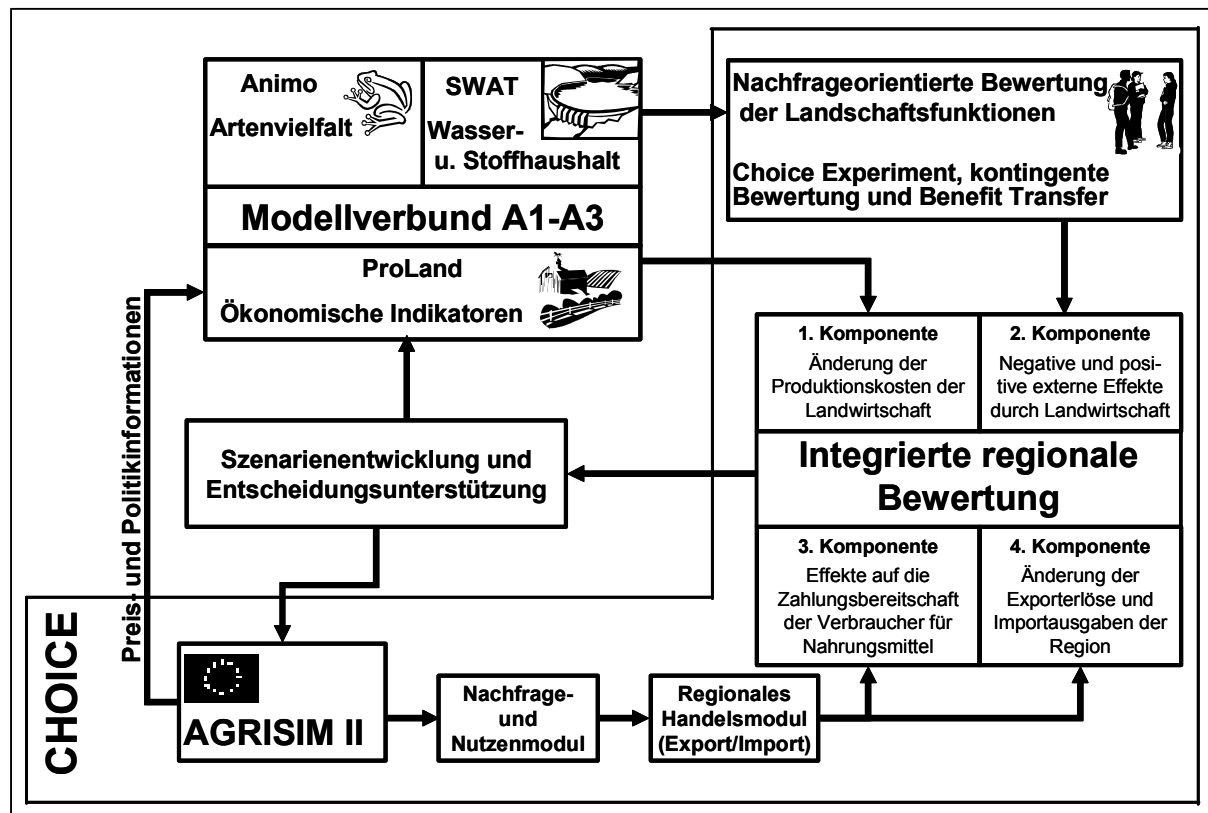 Animo
Artenvielfalt
SWAT
Wasser-
u. Stoffhaushalt
Modellverbund A1-A3
ProLand
Ökonomische Indikatoren
Nachfrageorientierte Bewertung
der Landschaftsfunktionen
Choice Experiment, kontingente
Bewertung und Benefit Transfer
Preis- und Politikinformationen
1. Komponente
Änderung der
Produktionskosten der
Landwirtschaft
2. Komponente
Negative und posi-
tive externe Effekte
durch Landwirtschaft
Integrierte regionale
Bewertung
3. Komponente
Effekte auf die
Zahlungsbereitschaft
der Verbraucher für
Nahrungsmittel
4. Komponente
Änderung der
Exporterlöse und
Importausgaben der
Region
Szenarienentwicklung und
Entscheidungsunterstützung
CHOICE
AGRISIM II
Nachfrage-
und
Nutzenmodul
Regionales
Handelsmodul
(Export/Import)